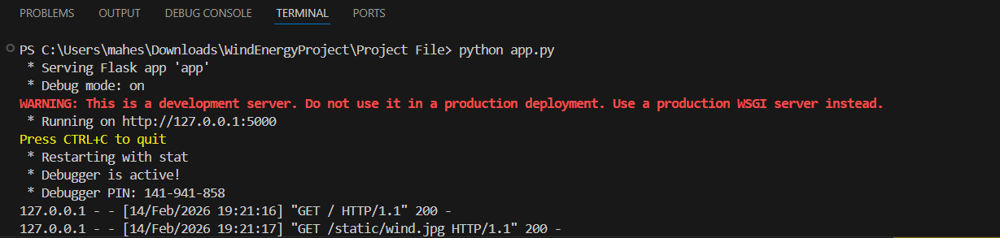 PROBLEMS OUTPUT DEBUG CONSOLE TERMINAL PORTS
PS C:\Users\mahes\Downloads\WindEnergyProject\Project File> python app.py
* Serving Flask app 'app'
* Debug mode: on
WARNING: This is a development server. Do not use it in a production deployment. Use a production WSGI server instead.
* Running on http://127.0.0.1:5000
Press CTRL+C to quit
* Restarting with stat
* Debugger is active!
* Debugger PIN: 141-941-858
127.0.0.1 - - [14/Feb/2026 19:21:16] "GET / HTTP/1.1" 200 -
127.0.0.1 - - [14/Feb/2026 19:21:17] "GET /static/wind.jpg HTTP/1.1" 200 -